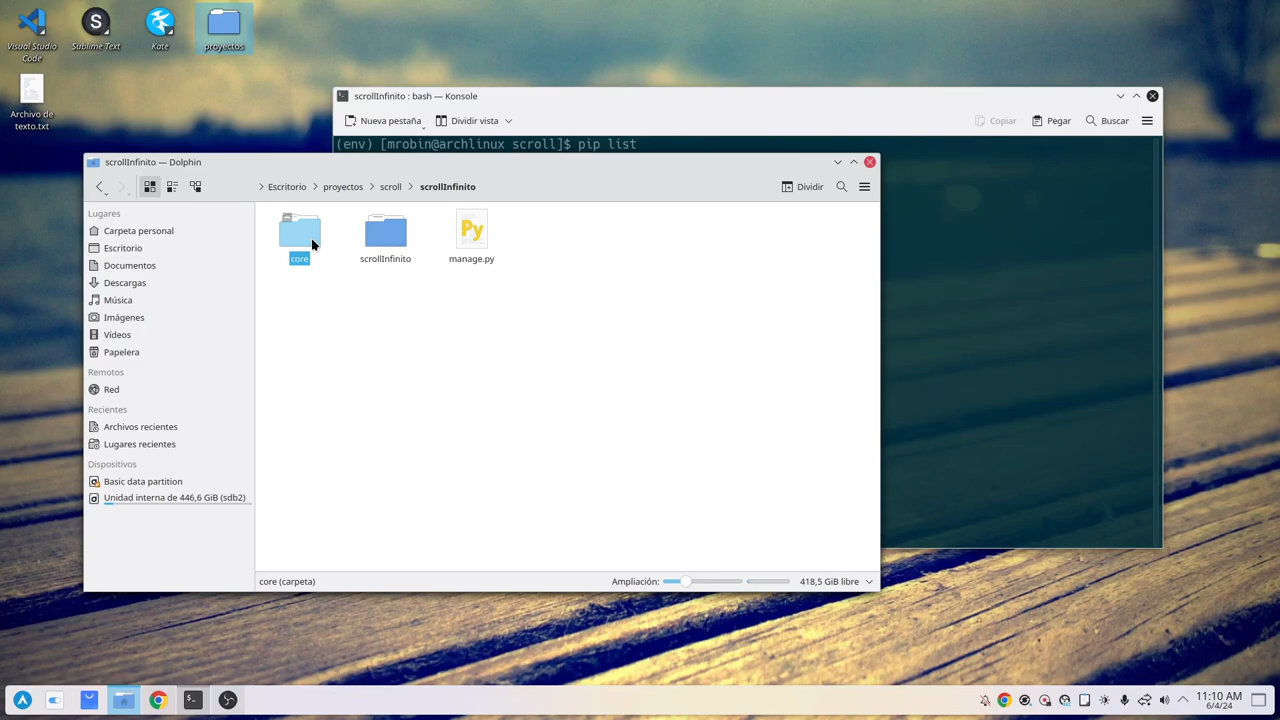 Visual Studio
Code
Sublime Text
Kate
proyectos
Archivo de
texto.txt
scrollInfinito : bash — Konsole
Nueva pestaña
Dividir vista
Copiar
Pegar
Buscar
(env) [mrobin@archlinux scroll]$ pip list
scrollInfinito — Dolphin
Escritorio
proyectos
scroll
scrollInfinito
Dividir
Lugares
Carpeta personal
Escritorio
Documentos
Descargas
Música
Imágenes
Vídeos
Papelera
Remotos
Red
Recientes
Archivos recientes
Lugares recientes
Dispositivos
Basic data partition
Unidad interna de 446,6 GiB (sdb2)
Py
core
scrollInfinito
manage.py
core (carpeta)
Ampliación:
418,5 GiB libre
11:10 AM
6/4/24